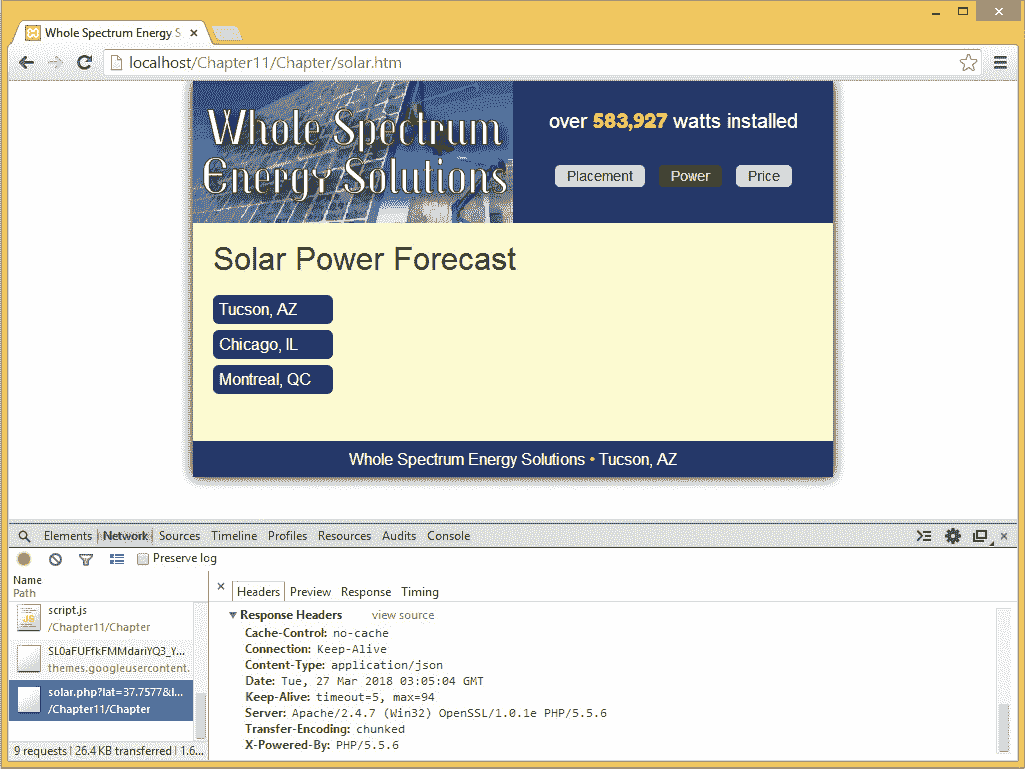 Whole Spectrum Energy S
localhost/Chapter11/Chapter/solar.htm
Whole Spectrum
Energy Solutions
over 583,927 watts installed
Placement Power Price
Solar Power Forecast
Tucson, AZ
Chicago, IL
Montreal, QC
Whole Spectrum Energy Solutions • Tucson, AZ
Elements Network Sources Timeline Profiles Resources Audits Console
Preserve log
Name
Path
script.js
/Chapter11/Chapter
SL0aFUFfkFMMdariYQ3_Y...
themes.googleusercontent.
solar.php?lat=37.7577&l...
/Chapter11/Chapter
9 requests | 26.4 KB transferred | 1.6...
Headers Preview Response Timing
Response Headers view source
Cache-Control: no-cache
Connection: Keep-Alive
Content-Type: application/json
Date: Tue, 27 Mar 2018 03:05:04 GMT
Keep-Alive: timeout=5, max=94
Server: Apache/2.4.7 (Win32) OpenSSL/1.0.1e PHP/5.5.6
Transfer-Encoding: chunked
X-Powered-By: PHP/5.5.6